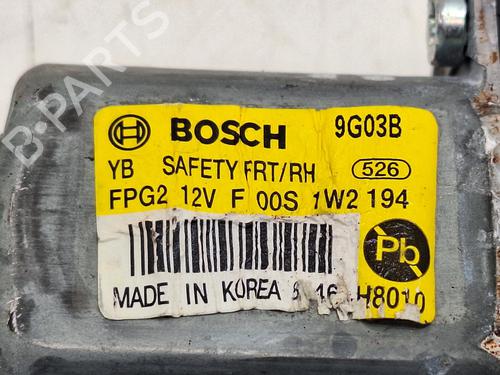 B-PARTS
BOSCH 9G03B
YB SAFETY FRT/RH 526
FPG2 12V F 00S 1W2 194
Pb
MADE IN KOREA H8010